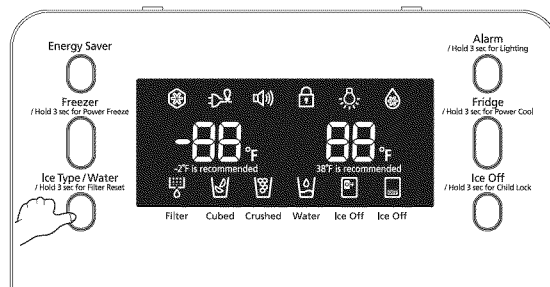 Energy Saver
Freezer
/ Hold 3 sec for Power Freeze
Ice Type / Water
/ Hold 3 sec for Filter Reset
-88 °F
-2°F is recommended
88 °F
38°F is recommended
Filter Cubed Crushed Water Ice Off Ice Off
Alarm
/ Hold 3 sec for Lighting
Fridge
/ Hold 3 sec for Power Cool
Ice Off
/ Hold 3 sec for Child Lock